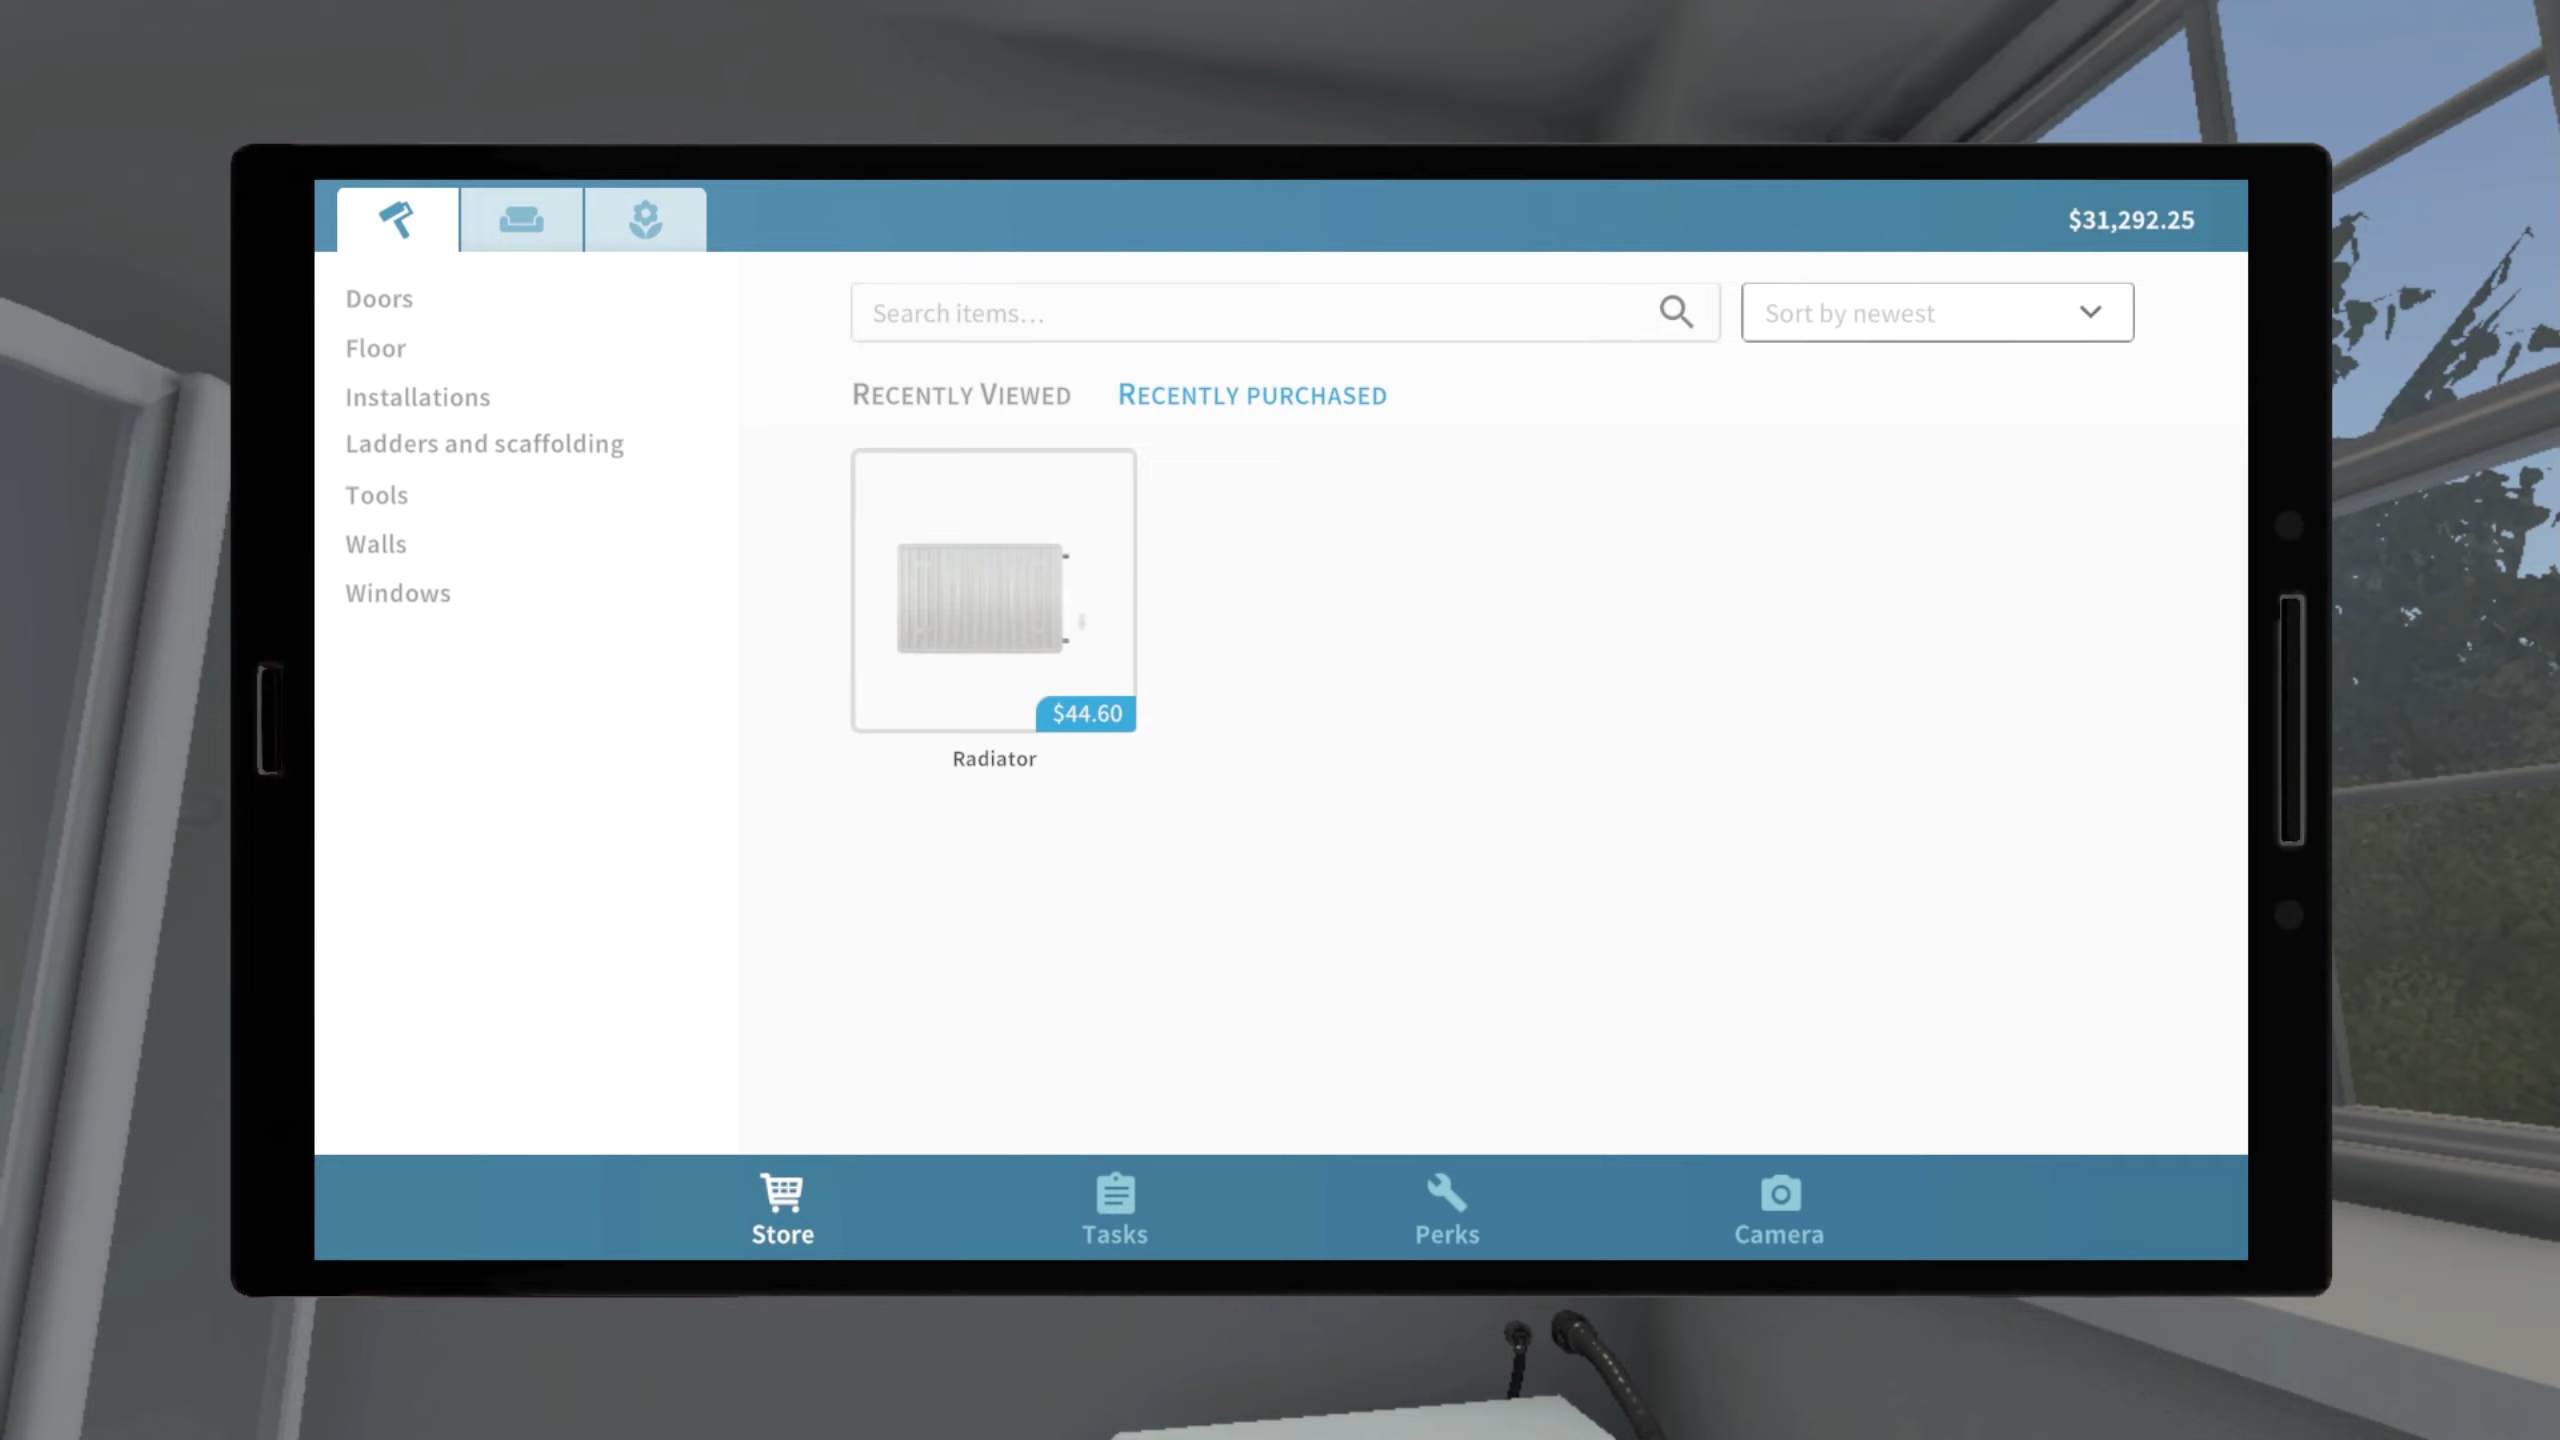 $31,292.25
Doors
Floor
Installations
Ladders and scaffolding
Tools
Walls
Windows
Search items...
Sort by newest
RECENTLY VIEWED
RECENTLY PURCHASED
$44.60
Radiator
Store
Tasks
Perks
Camera